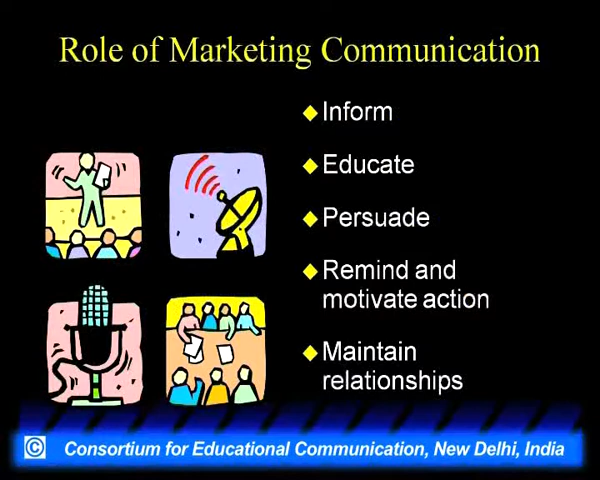 Role of Marketing Communication
Inform
Educate
Persuade
Remind and
motivate action
Maintain
relationships
© Consortium for Educational Communication, New Delhi, India